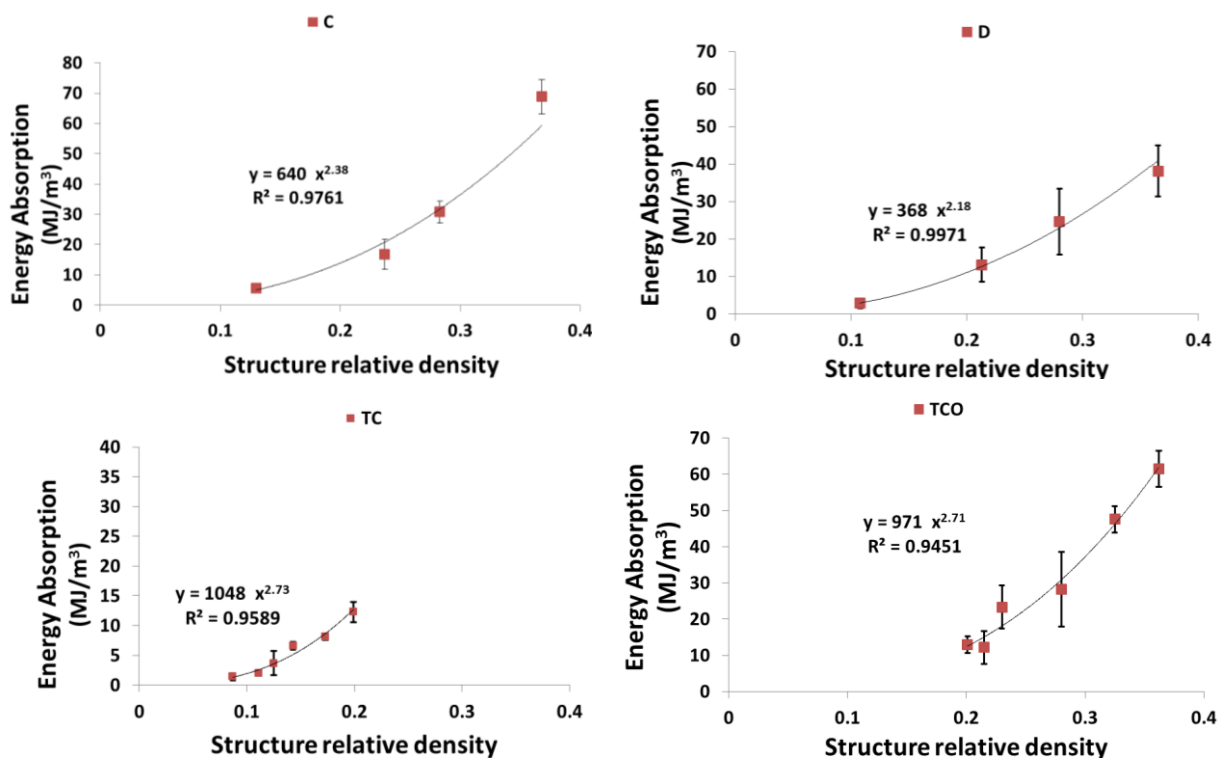 C
80
70
60
50
40
30
20
10
0
0 0.1 0.2 0.3 0.4
Energy Absorption
(MJ/m³)
y = 640 x^2.38
R² = 0.9761
Structure relative density
D
70
60
50
40
30
20
10
0
0 0.1 0.2 0.3 0.4
Energy Absorption
(MJ/m³)
y = 368 x^2.18
R² = 0.9971
Structure relative density
TC
40
35
30
25
20
15
10
5
0
0 0.1 0.2 0.3 0.4
Energy Absorption
(MJ/m³)
y = 1048 x^2.73
R² = 0.9589
Structure relative density
TCO
70
60
50
40
30
20
10
0
0 0.1 0.2 0.3 0.4
Energy Absorption
(MJ/m³)
y = 971 x^2.71
R² = 0.9451
Structure relative density